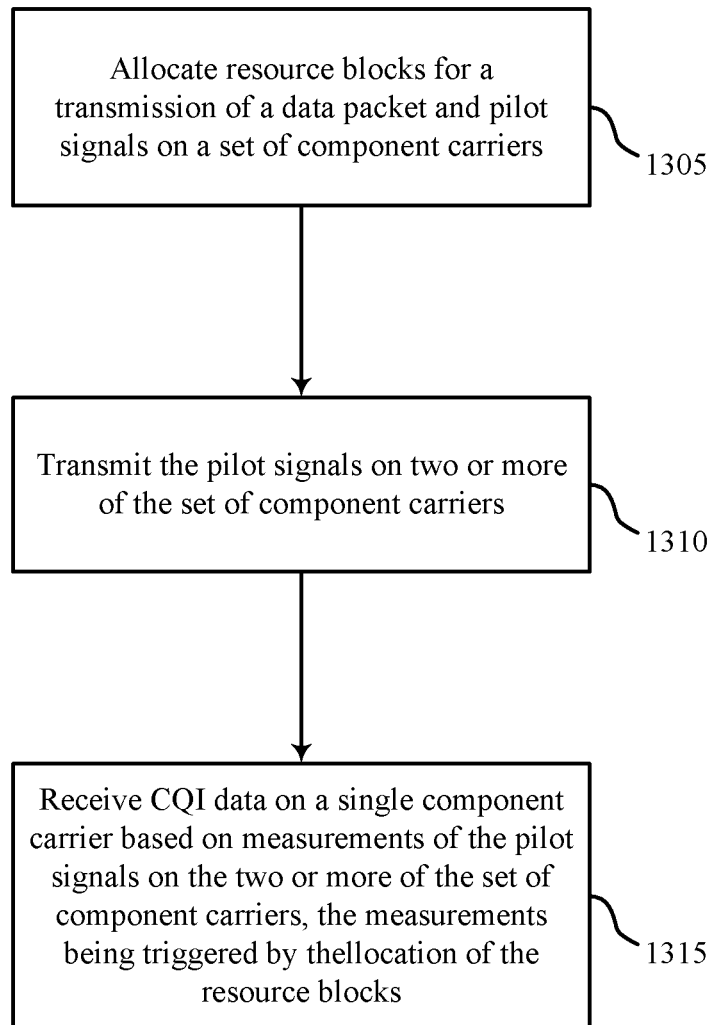 Allocate resource blocks for a
transmission of a data packet and pilot
signals on a set of component carriers
1305
Transmit the pilot signals on two or more
of the set of component carriers
1310
Receive CQI data on a single component
carrier based on measurements of the pilot
signals on the two or more of the set of
component carriers, the measurements
being triggered by thellocation of the
resource blocks
1315